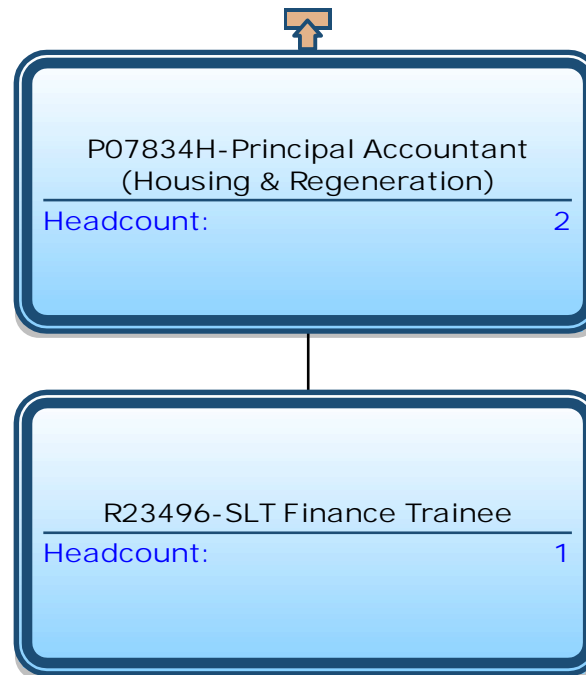 P07834H-Principal Accountant
(Housing & Regeneration)
Headcount: 2
R23496-SLT Finance Trainee
Headcount: 1